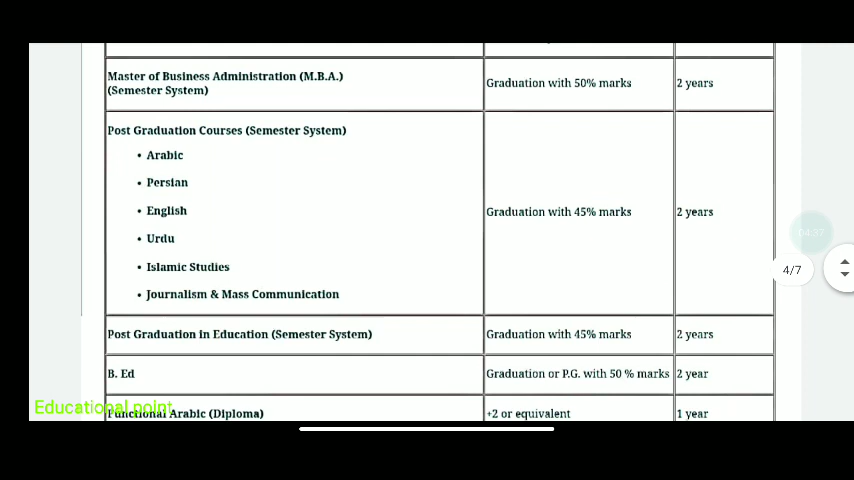 Master of Business Administration (M.B.A.)
(Semester System)
Graduation with 50% marks
2 years
Post Graduation Courses (Semester System)
• Arabic
• Persian
• English
• Urdu
• Islamic Studies
• Journalism & Mass Communication
Graduation with 45% marks
2 years
04:37
4/7
Post Graduation in Education (Semester System)
Graduation with 45% marks
2 years
B. Ed
Graduation or P.G. with 50 % marks
2 year
Educational point
Functional Arabic (Diploma)
+2 or equivalent
1 year